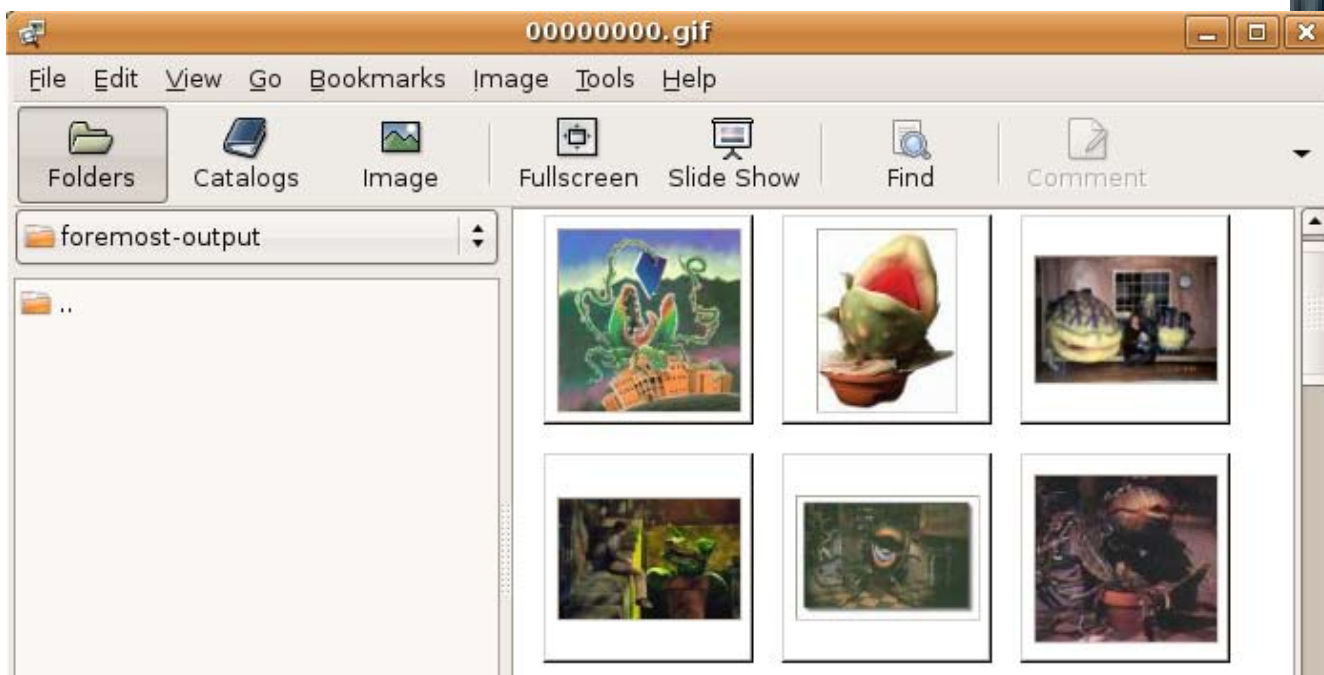 00000000.gif
File Edit View Go Bookmarks Image Tools Help
Folders Catalogs Image Fullscreen Slide Show Find Comment
foremost-output
..